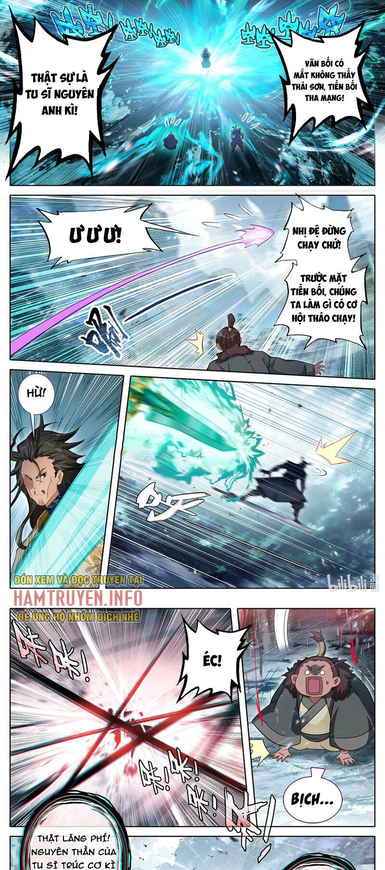 THẬT SỰ LÀ
TU SĨ NGUYÊN
ANH KÌ!
VÃN BỐI CÓ
MẮT KHÔNG THẤY
THÁI SƠN, TIỀN BỐI
THA MẠNG!
Ư Ư Ư!
NHỊ ĐỆ ĐỪNG
CHẠY CHỨ!
TRƯỚC MẶT
TIỀN BỐI, CHÚNG
TA LÀM GÌ CÓ CƠ
HỘI THÁO CHẠY!
HỪ!
bilibili
ĐÓN XEM VÀ ĐỌC TRUYỆN TẠI
HAMTRUYEN.INFO
ĐỂ ỦNG HỘ NHÓM DỊCH NHÉ
ÉC!
BỊCH...
THẬT LÃNG PHÍ!
NGUYÊN THẦN CỦA
TU SĨ TRÚC CƠ KÌ